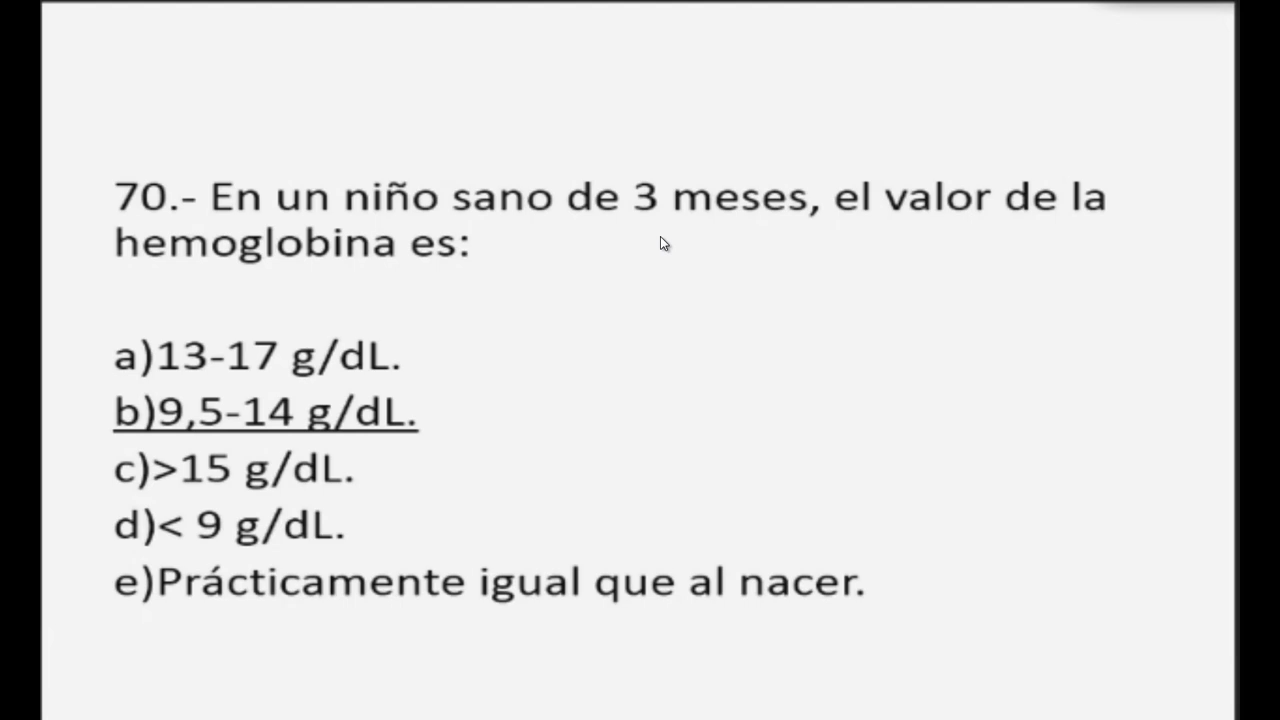 70.- En un niño sano de 3 meses, el valor de la
hemoglobina es:
a)13-17 g/dL.
b)9,5-14 g/dL.
c)>15 g/dL.
d)< 9 g/dL.
e)Prácticamente igual que al nacer.